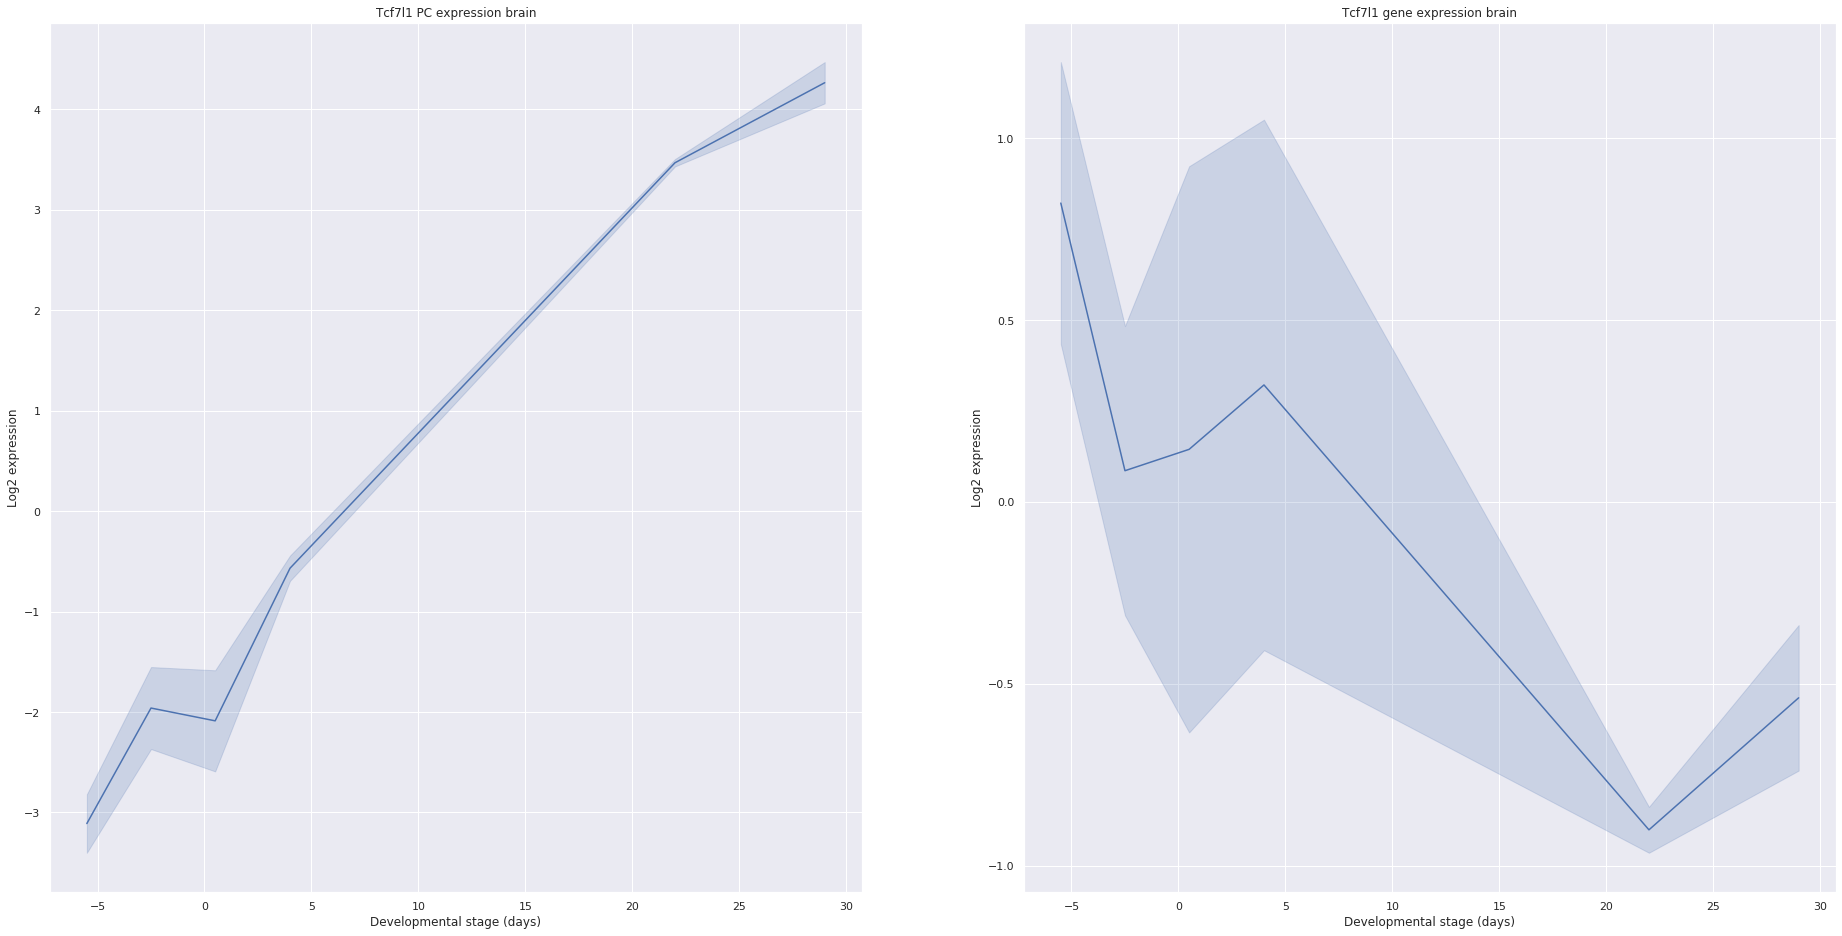 Tcf7l1 PC expression brain
Log2 expression
4
3
2
1
0
−1
−2
−3
−5 0 5 10 15 20 25 30
Developmental stage (days)
Tcf7l1 gene expression brain
Log2 expression
1.0
0.5
0.0
−0.5
−1.0
−5 0 5 10 15 20 25 30
Developmental stage (days)